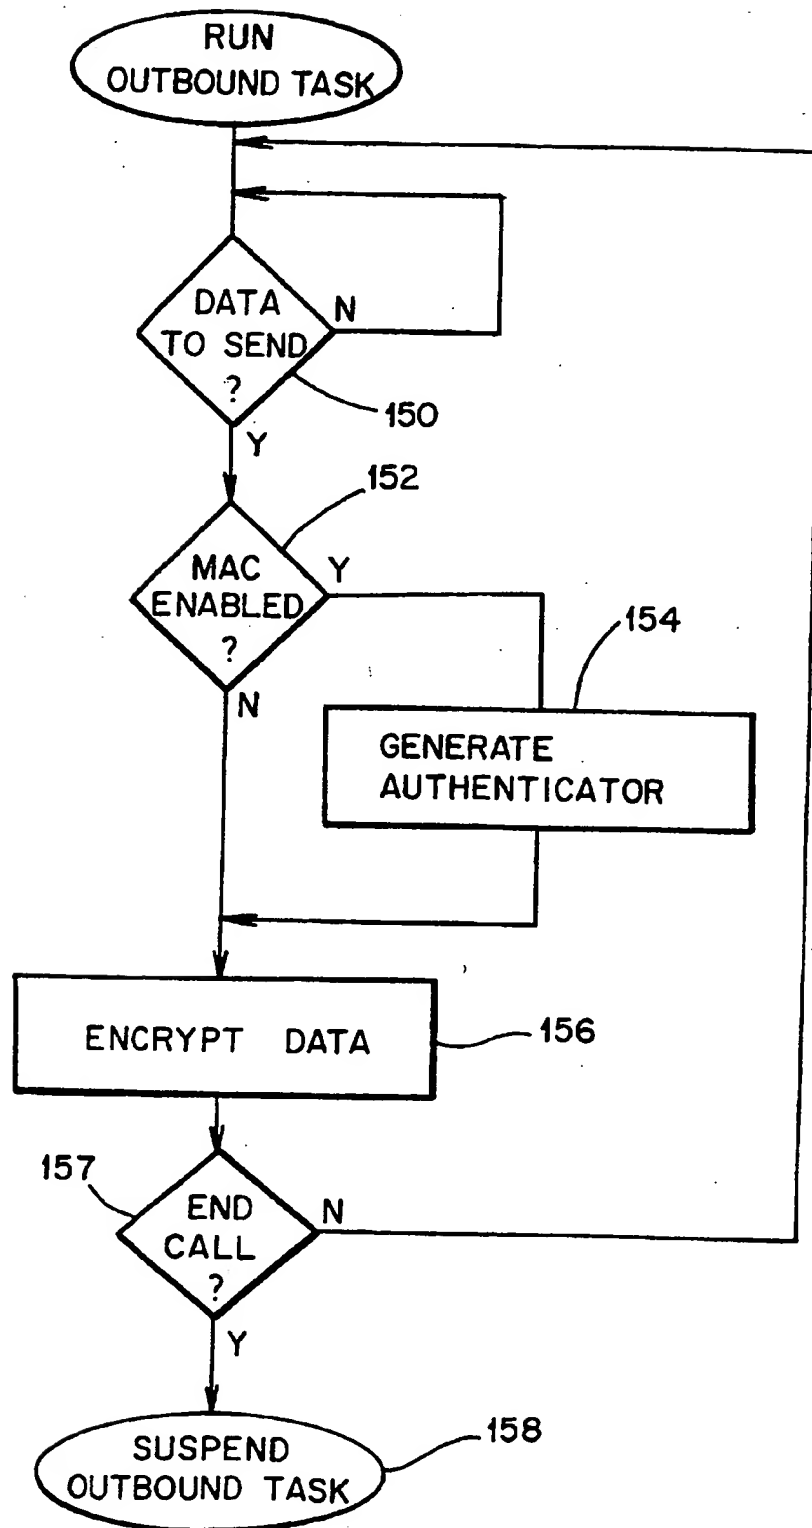 RUN
OUTBOUND TASK
DATA
TO SEND
?
N
150
Y
152
MAC
ENABLED
?
Y
N
154
GENERATE
AUTHENTICATOR
ENCRYPT DATA
156
157
END
CALL
?
N
Y
SUSPEND
OUTBOUND TASK
158